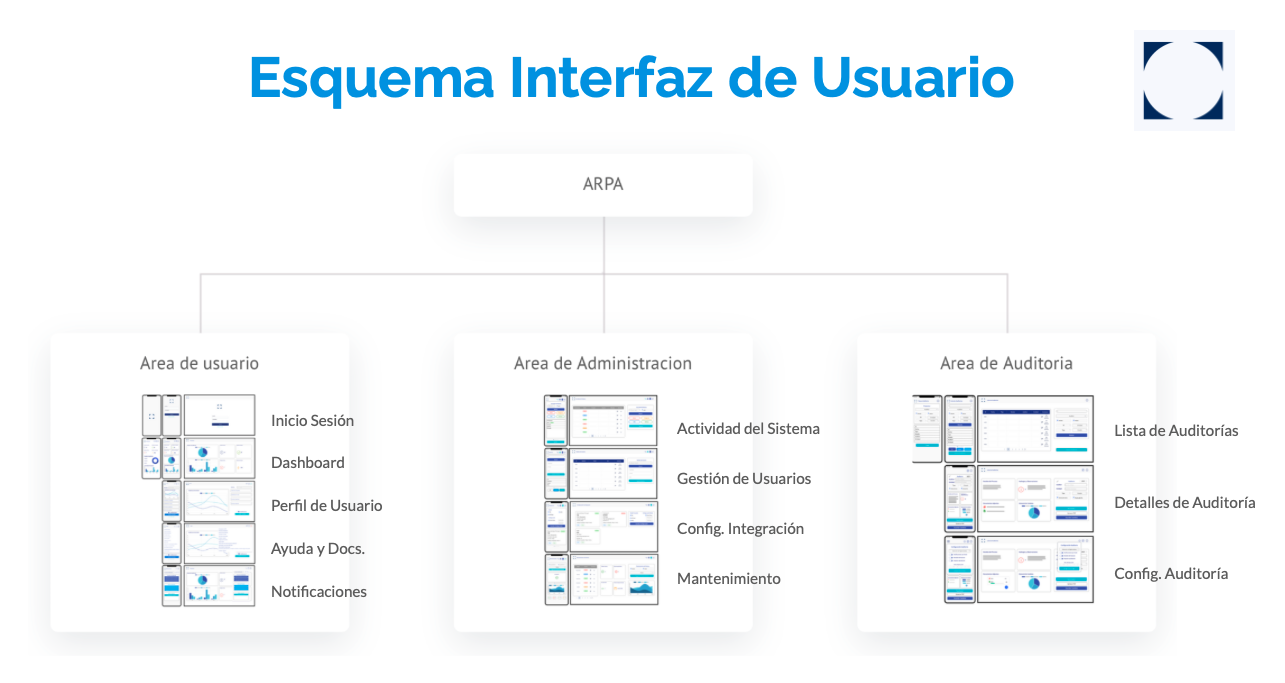 Esquema Interfaz de Usuario
ARPA
Area de usuario
Inicio Sesión
Dashboard
Perfil de Usuario
Ayuda y Docs.
Notificaciones
Area de Administracion
Actividad del Sistema
Gestión de Usuarios
Config. Integración
Mantenimiento
Area de Auditoria
Lista de Auditorías
Detalles de Auditoría
Config. Auditoría